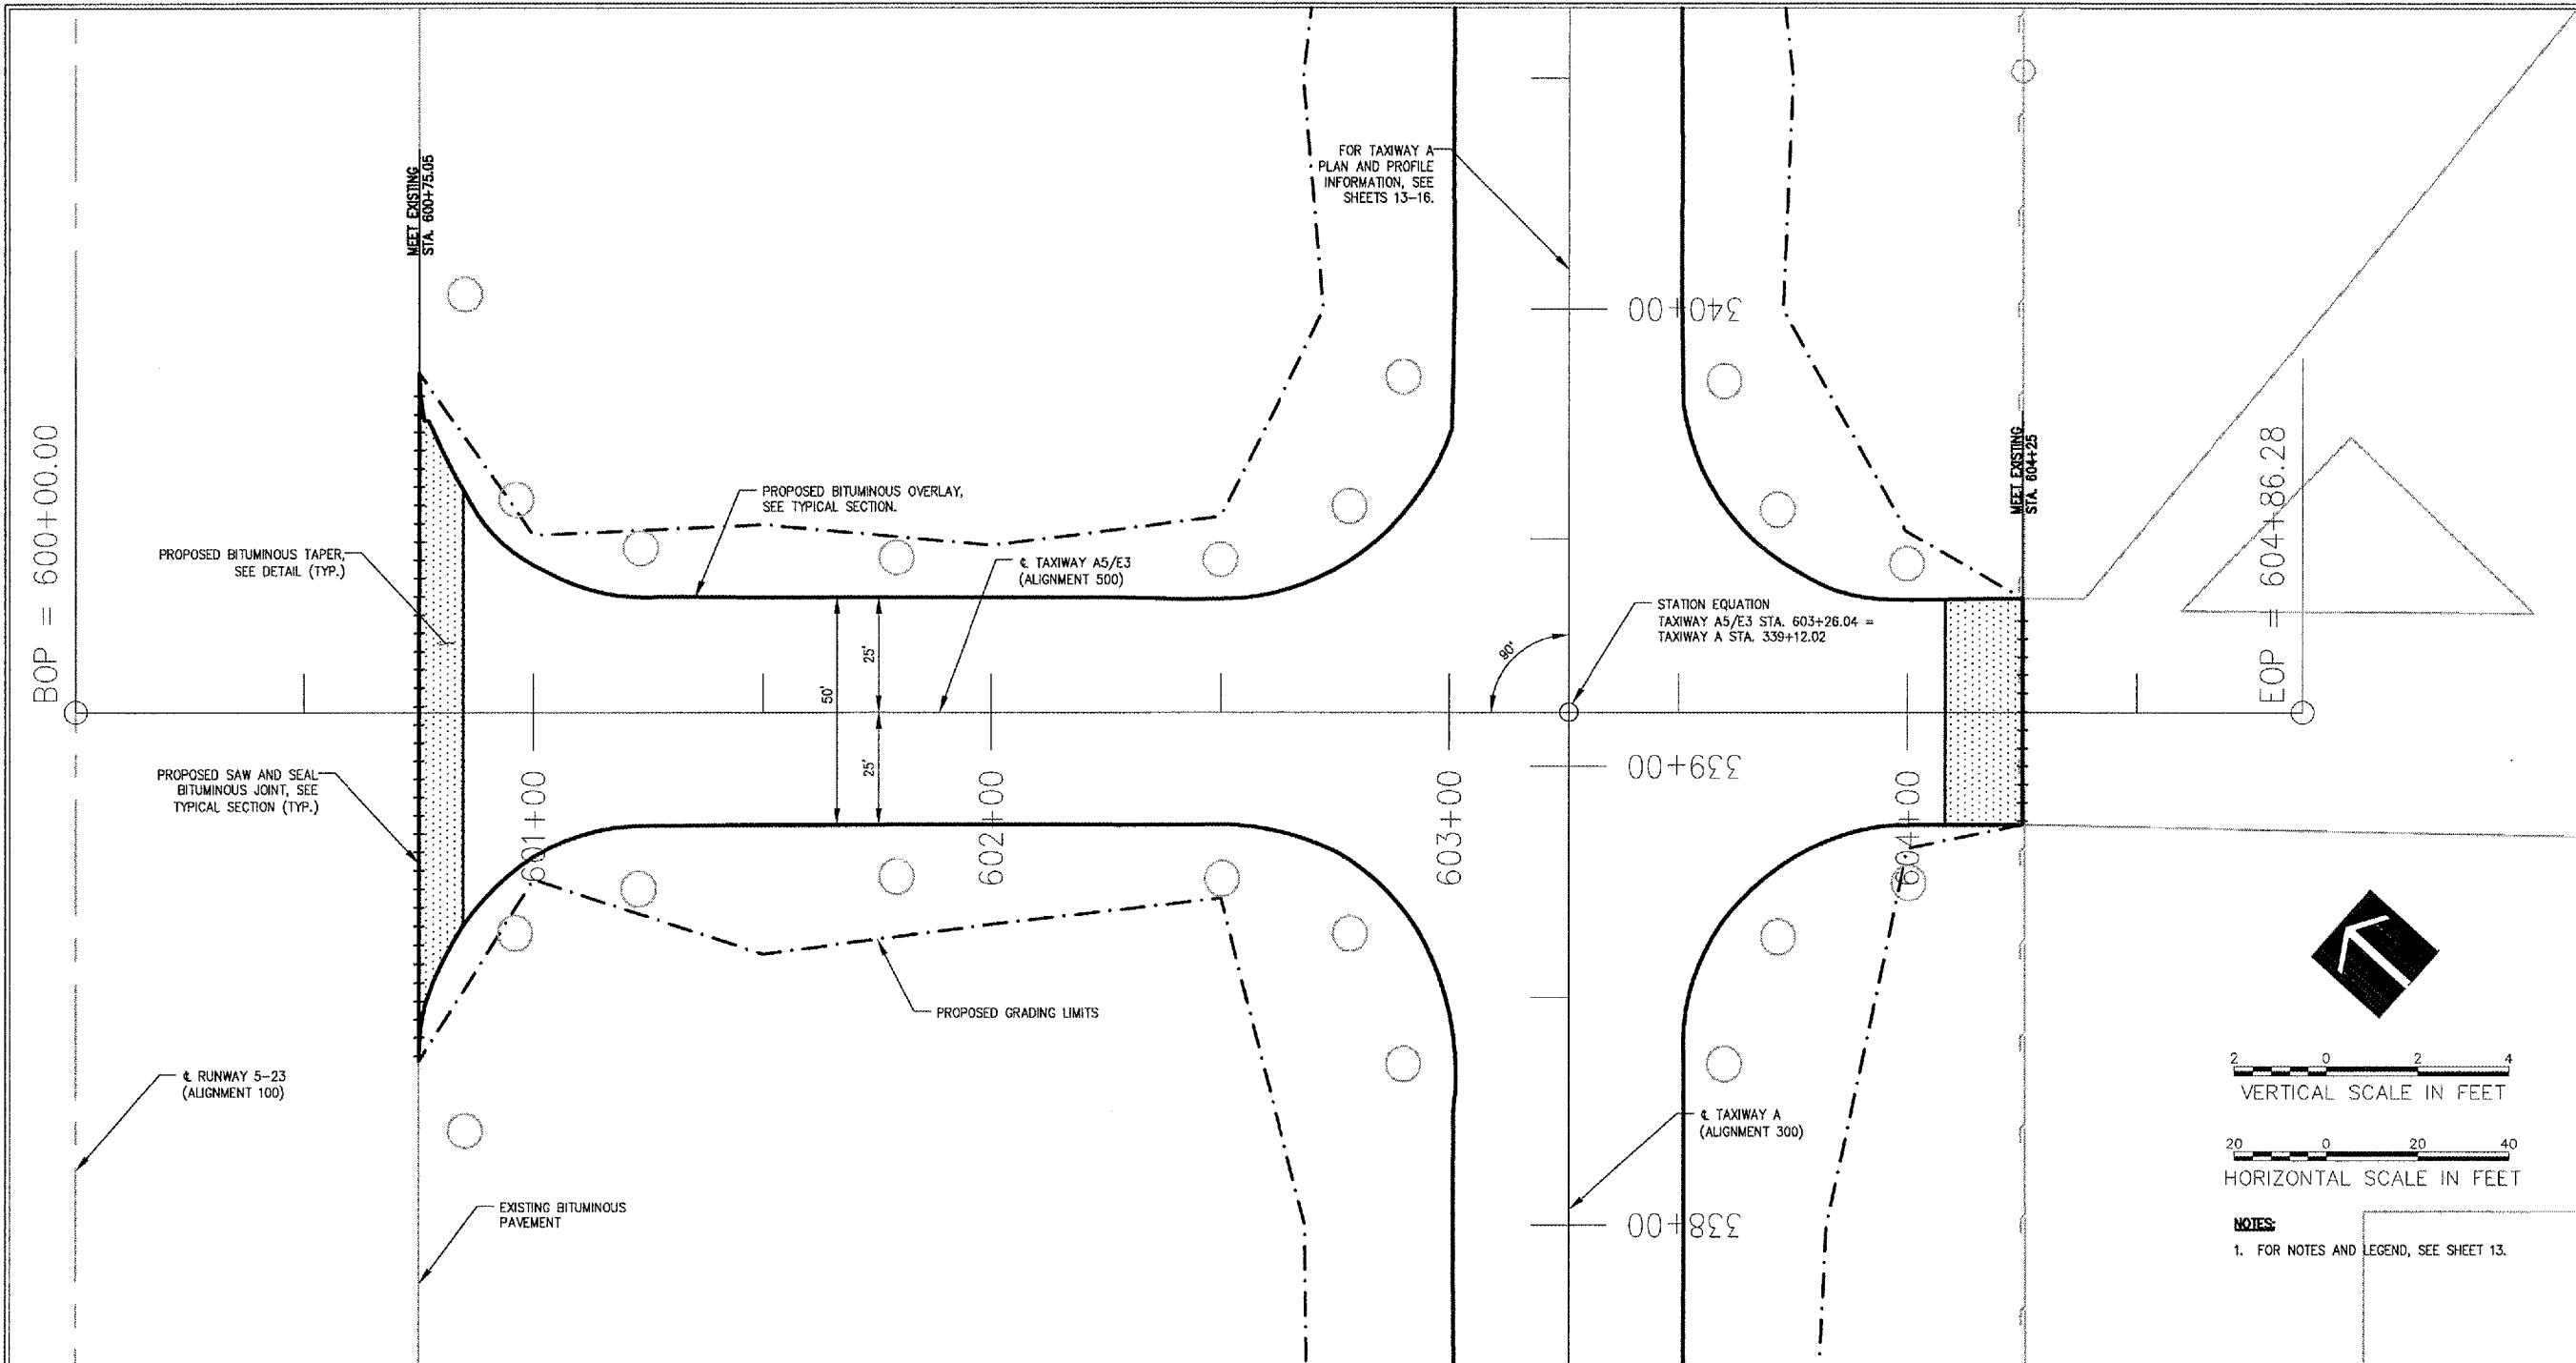 BOP = 600+00.00
MEET EXISTING
STA. 600+75.05
PROPOSED BITUMINOUS TAPER,
SEE DETAIL (TYP.)
PROPOSED SAW AND SEAL
BITUMINOUS JOINT, SEE
TYPICAL SECTION (TYP.)
℄ RUNWAY 5-23
(ALIGNMENT 100)
EXISTING BITUMINOUS
PAVEMENT
PROPOSED BITUMINOUS OVERLAY,
SEE TYPICAL SECTION.
℄ TAXIWAY A5/E3
(ALIGNMENT 500)
50'
25'
25'
601+00
602+00
603+00
604+00
PROPOSED GRADING LIMITS
FOR TAXIWAY A
PLAN AND PROFILE
INFORMATION, SEE
SHEETS 13-16.
340+00
339+00
338+00
90°
STATION EQUATION
TAXIWAY A5/E3 STA. 603+26.04 =
TAXIWAY A STA. 339+12.02
℄ TAXIWAY A
(ALIGNMENT 300)
MEET EXISTING
STA. 604+25
EOP = 604+86.28
2 0 2 4
VERTICAL SCALE IN FEET
20 0 20 40
HORIZONTAL SCALE IN FEET
NOTES:
1. FOR NOTES AND LEGEND, SEE SHEET 13.